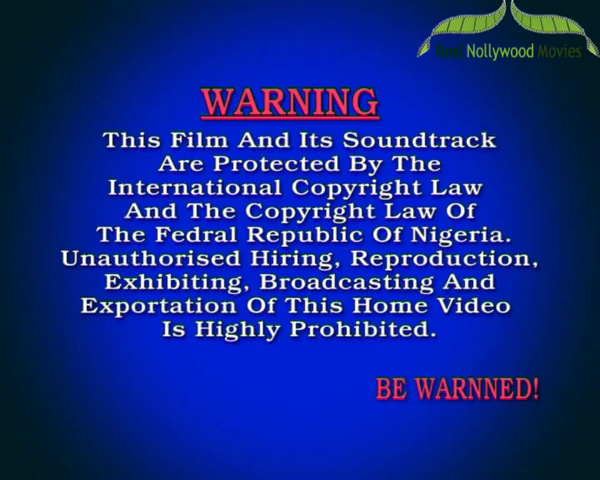 Real Nollywood Movies
WARNING
This Film And Its Soundtrack
Are Protected By The
International Copyright Law
And The Copyright Law Of
The Fedral Republic Of Nigeria.
Unauthorised Hiring, Reproduction,
Exhibiting, Broadcasting And
Exportation Of This Home Video
Is Highly Prohibited.
BE WARNNED!